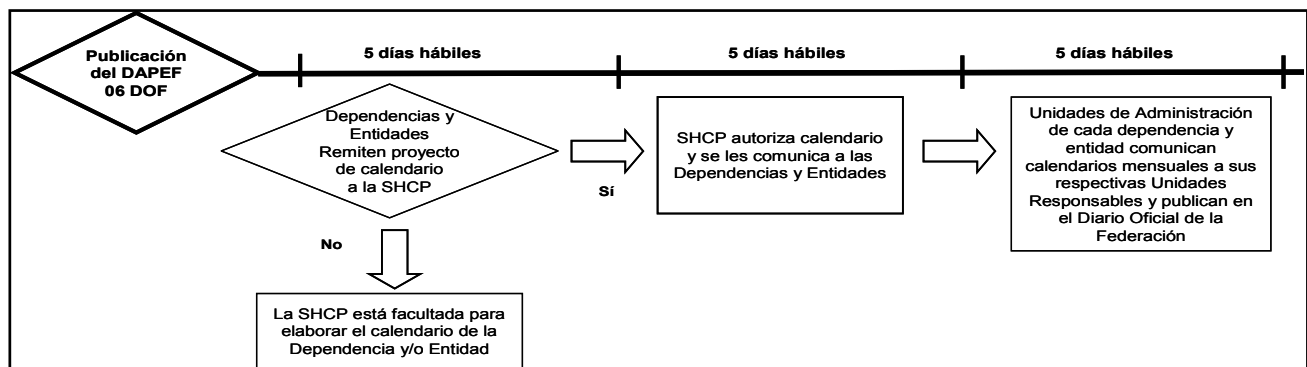 Publicación
del DAPEF
06 DOF
5 días hábiles
5 días hábiles
5 días hábiles
Dependencias y
Entidades
Remiten proyecto
de calendario
a la SHCP
Sí
SHCP autoriza calendario
y se les comunica a las
Dependencias y Entidades
Unidades de Administración
de cada dependencia y
entidad comunican
calendarios mensuales a sus
respectivas Unidades
Responsables y publican en
el Diario Oficial de la
Federación
No
La SHCP está facultada para
elaborar el calendario de la
Dependencia y/o Entidad